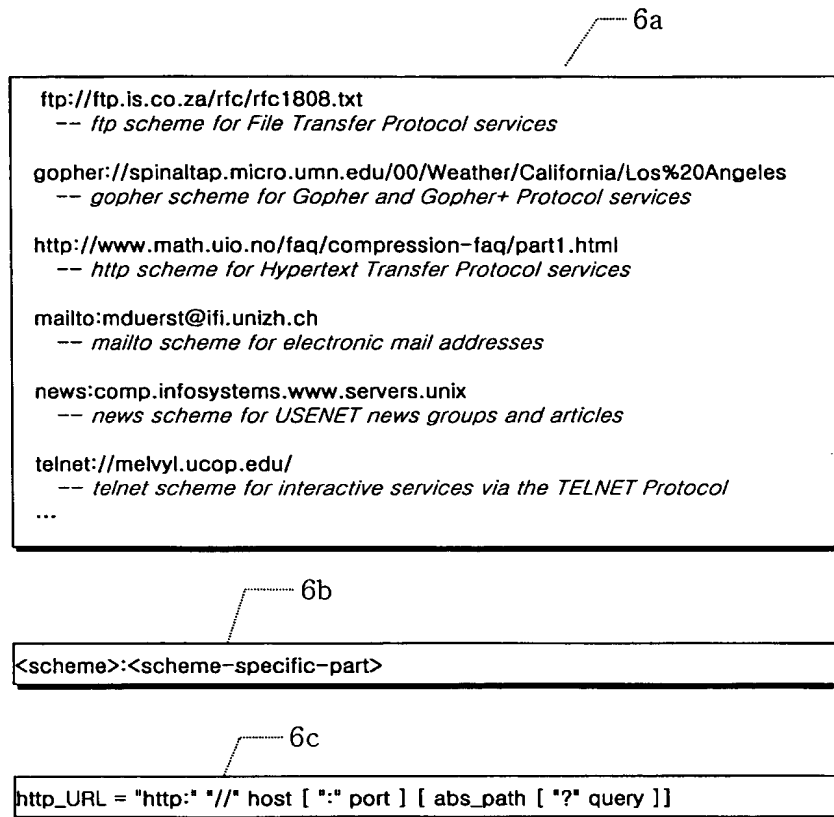 6a
ftp://ftp.is.co.za/rfc/rfc1808.txt
-- ftp scheme for File Transfer Protocol services
gopher://spinaltap.micro.umn.edu/00/Weather/California/Los%20Angeles
-- gopher scheme for Gopher and Gopher+ Protocol services
http://www.math.uio.no/faq/compression-faq/part1.html
-- http scheme for Hypertext Transfer Protocol services
mailto:mduerst@ifi.unizh.ch
-- mailto scheme for electronic mail addresses
news:comp.infosystems.www.servers.unix
-- news scheme for USENET news groups and articles
telnet://melvyl.ucop.edu/
-- telnet scheme for interactive services via the TELNET Protocol
...
6b
<scheme>:<scheme-specific-part>
6c
http_URL = "http:" "//" host [ ":" port ] [ abs_path [ "?" query ]]